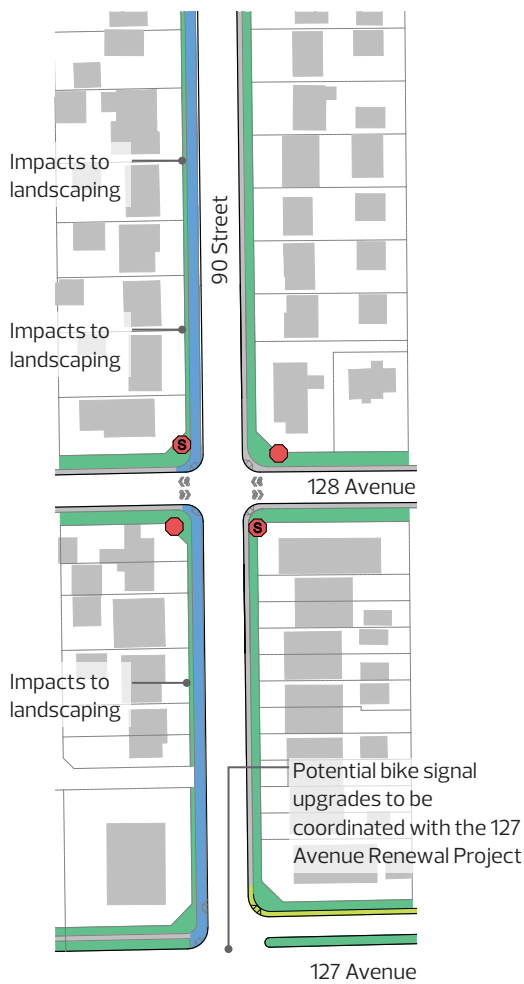 Impacts to
landscaping
90 Street
Impacts to
landscaping
S
128 Avenue
S
Impacts to
landscaping
Potential bike signal
upgrades to be
coordinated with the 127
Avenue Renewal Project
127 Avenue